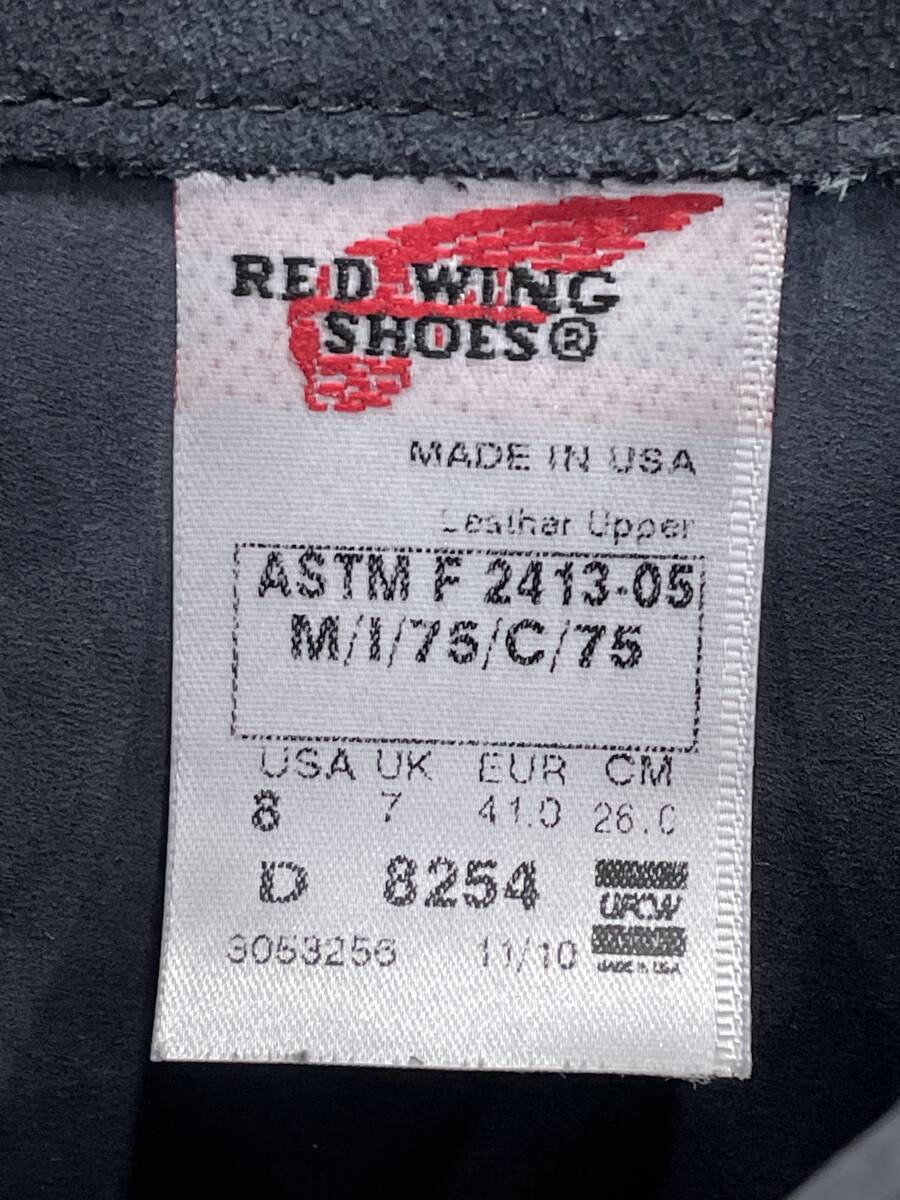 RED WING
SHOES®
MADE IN USA
Leather Upper
ASTM F 2413-05
M/I/75/C/75
USA UK EUR CM
8 7 41.0 26.0
D 8254
UFCW
3053256 11/10
MADE IN USA